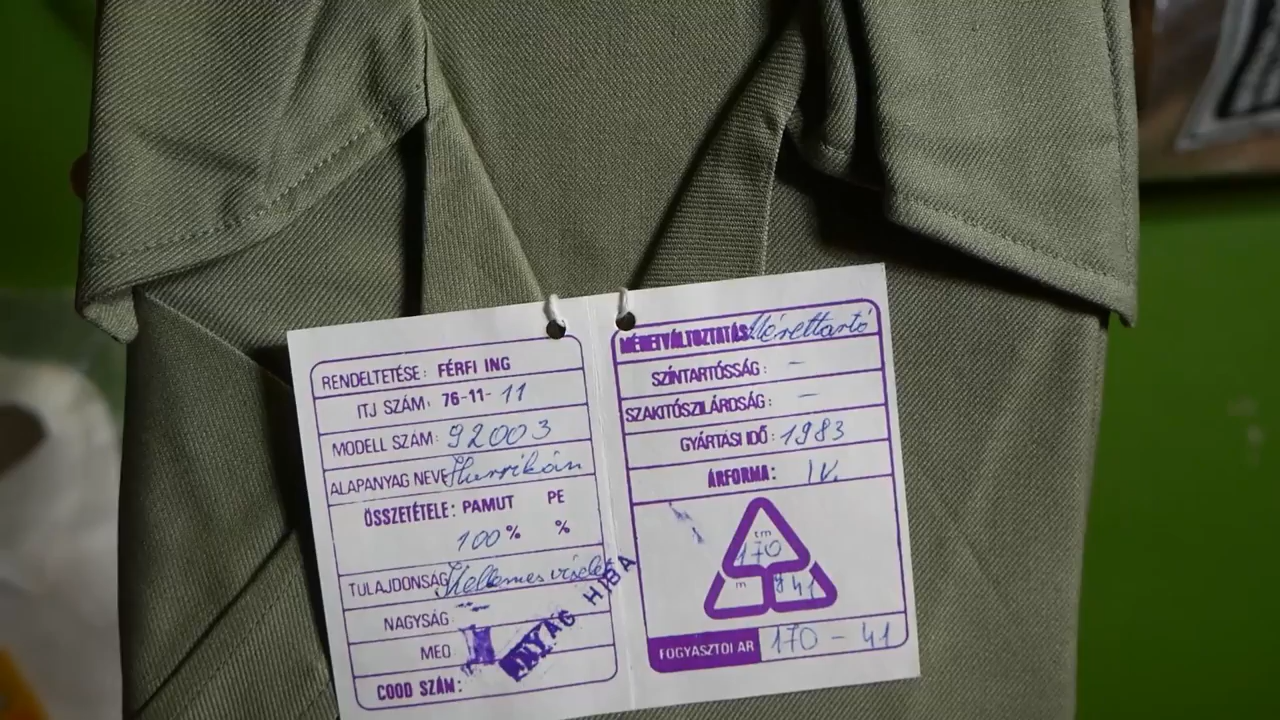 RENDELTETÉSE: FÉRFI ING
ITJ SZÁM: 76-11- 11
MODELL SZÁM: 92003
ALAPANYAG NEVE Hurrikán
ÖSSZETÉTELE: PAMUT PE
100% %
TULAJDONSÁG Kellemes viselet
NAGYSÁG
MEO
COOD SZÁM:
ANYAG HIBA
MÉRETVÁLTOZTATÁS: Mérettartó
SZÍNTARTÓSSÁG: –
SZAKITÓSZILÁRDSÁG: –
GYÁRTÁSI IDŐ: 1983
ÁRFORMA: IV.
tm
170
m
g 41
FOGYASZTÓI ÁR 170 – 41